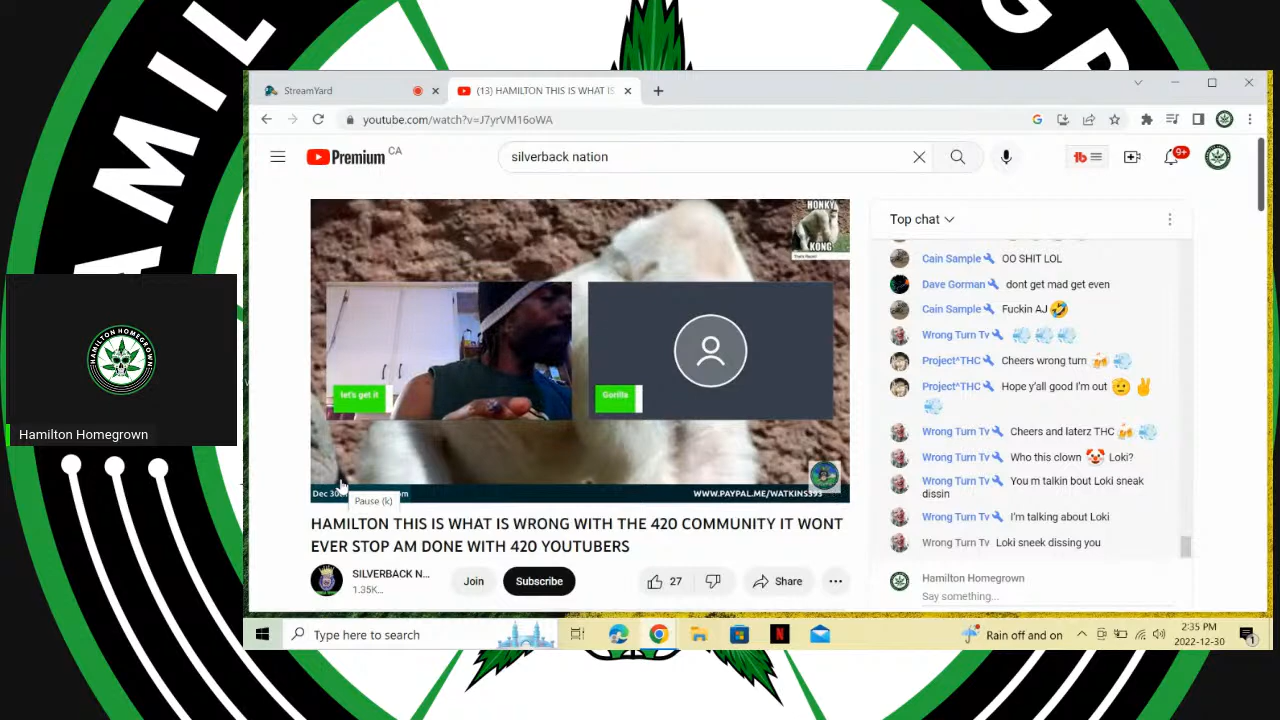 StreamYard
(13) HAMILTON THIS IS WHAT IS
youtube.com/watch?v=J7yrVM16oWA
Premium CA
silverback nation
9+
HONKY
KONG
let's get it
Gorilla
WWW.PAYPAL.ME/WATKINS393
Pause (k)
HAMILTON THIS IS WHAT IS WRONG WITH THE 420 COMMUNITY IT WONT
EVER STOP AM DONE WITH 420 YOUTUBERS
SILVERBACK N...
1.35K...
Join
Subscribe
27
Share
Top chat
Cain Sample OO SHIT LOL
Dave Gorman dont get mad get even
Cain Sample Fuckin AJ 🤣
Wrong Turn Tv 💨 💨 💨
Project^THC Cheers wrong turn 🍻 💨
Project^THC Hope y'all good I'm out 🫡 ✌
💨
Wrong Turn Tv Cheers and laterz THC 🍻 💨
Wrong Turn Tv Who this clown 🤡 Loki?
Wrong Turn Tv You m talkin bout Loki sneak
dissin
Wrong Turn Tv I'm talking about Loki
Wrong Turn Tv Loki sneek dissing you
Hamilton Homegrown
Say something...
HAMILTON HOMEGROWN
Hamilton Homegrown
Type here to search
Rain off and on
2:35 PM
2022-12-30
1